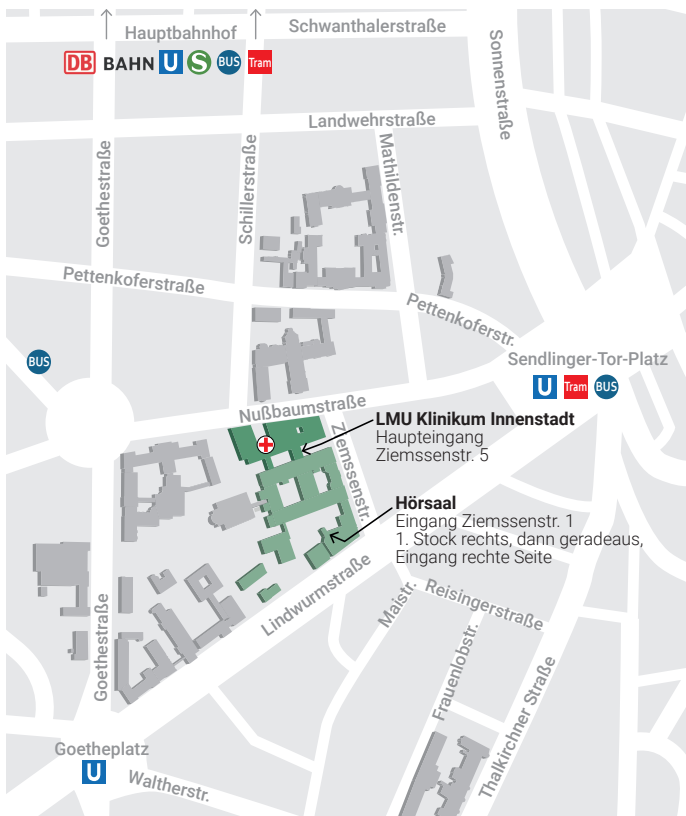 Hauptbahnhof
Schwanthalerstraße
DB BAHN U S BUS Tram
Sonnenstraße
Landwehrstraße
Goethestraße
Schillerstraße
Mathildenstr.
Pettenkoferstraße
Pettenkoferstr.
BUS
Sendlinger-Tor-Platz
U Tram BUS
Nußbaumstraße
LMU Klinikum Innenstadt
Haupteingang
Ziemssenstr. 5
Ziemssenstr.
Hörsaal
Eingang Ziemssenstr. 1
1. Stock rechts, dann geradeaus,
Eingang rechte Seite
Lindwurmstraße
Maistr.
Reisingerstraße
Frauenlobstr.
Thalkirchner Straße
Goethestraße
Goetheplatz
U
Waltherstr.